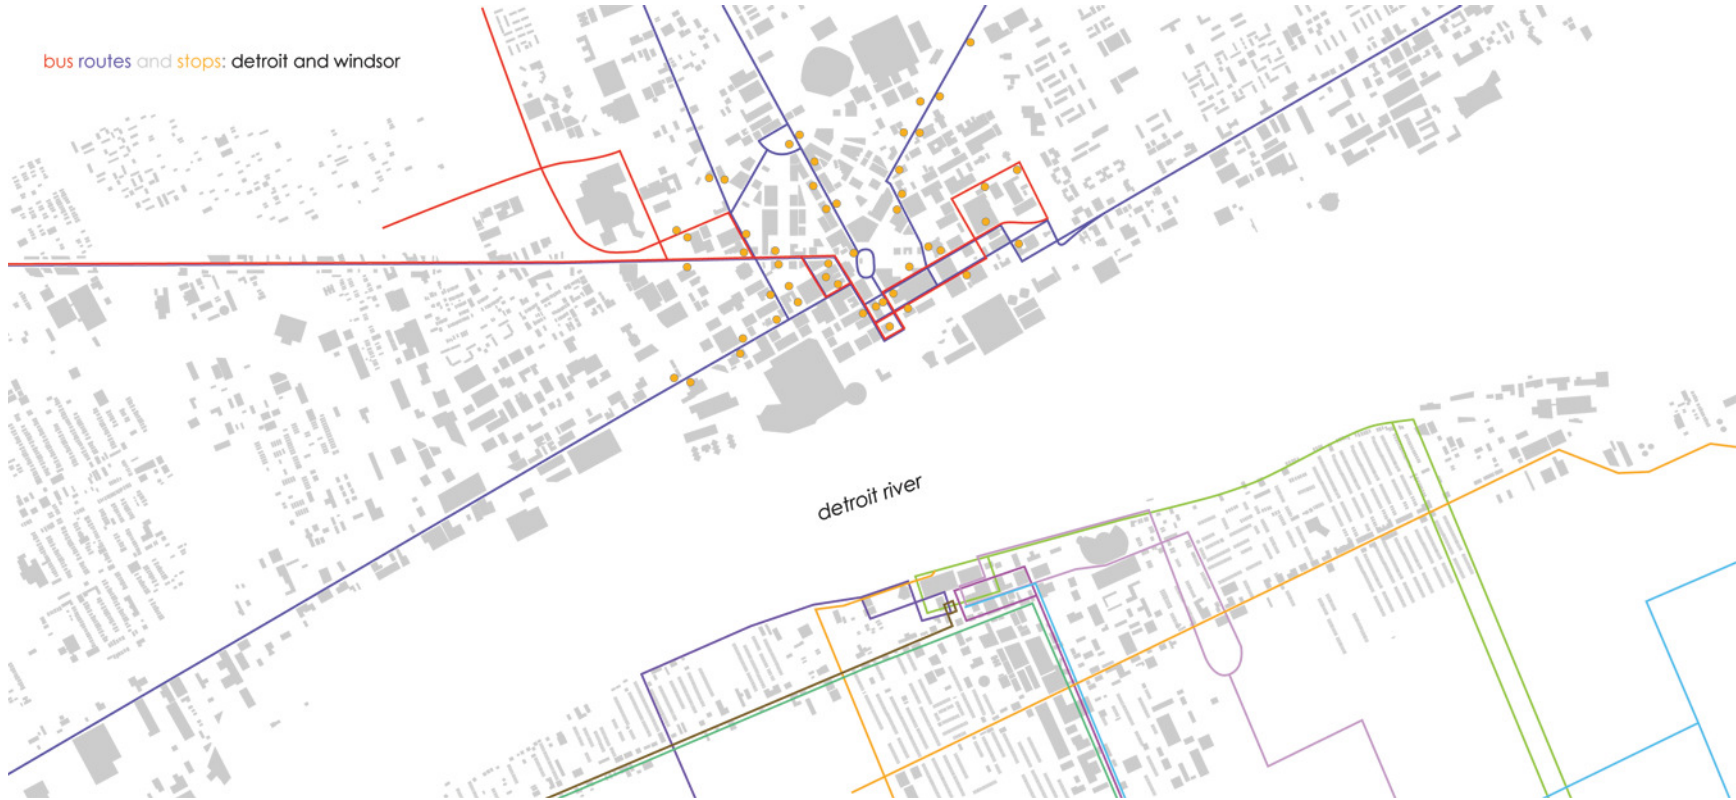 bus routes and stops: detroit and windsor
detroit river